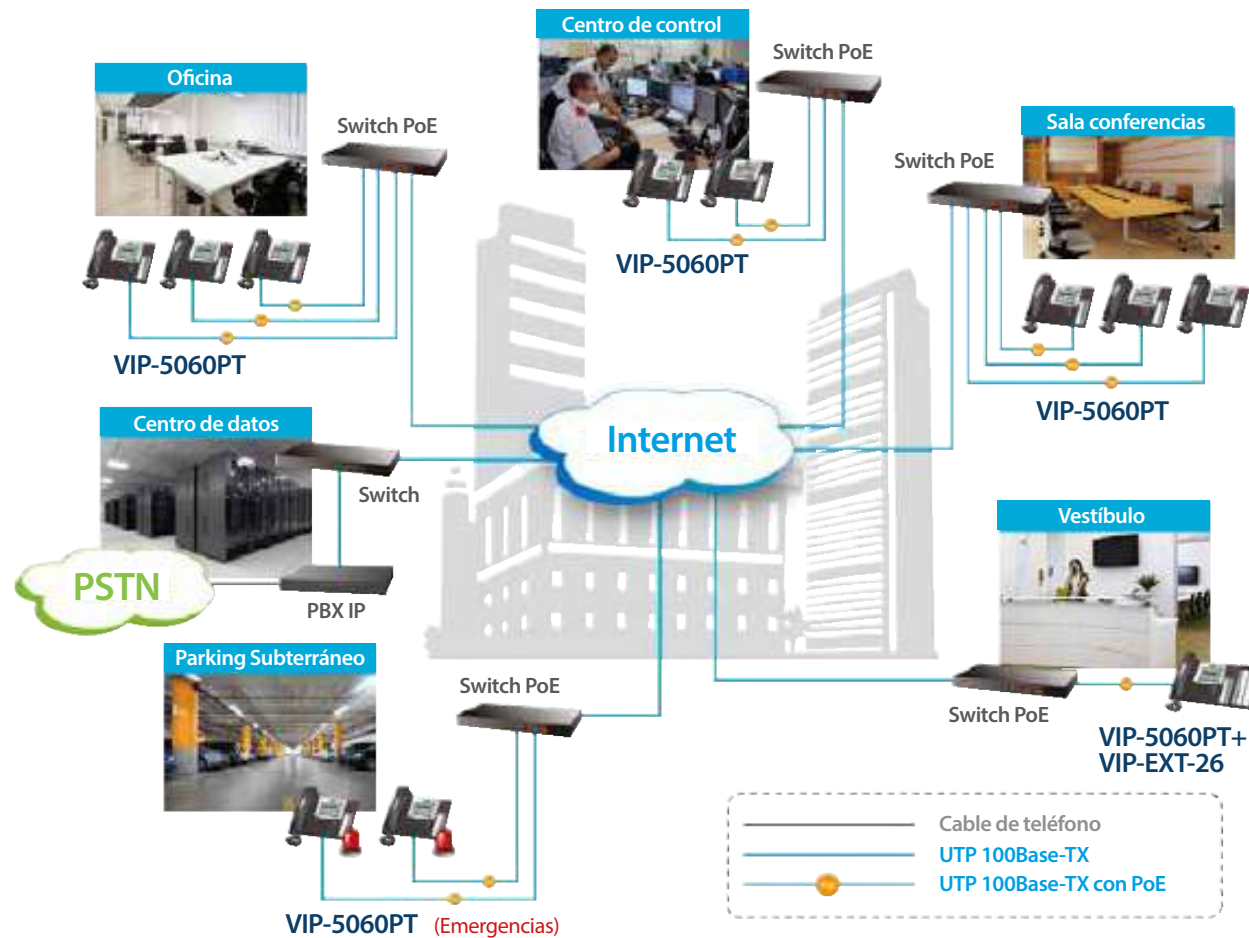 Centro de control
Switch PoE
Oficina
Switch PoE
Sala conferencias
Switch PoE
VIP-5060PT
VIP-5060PT
VIP-5060PT
Centro de datos
Internet
Switch
Vestíbulo
PSTN
PBX IP
Parking Subterráneo
Switch PoE
Switch PoE
VIP-5060PT+
VIP-EXT-26
Cable de teléfono
UTP 100Base-TX
UTP 100Base-TX con PoE
VIP-5060PT (Emergencias)